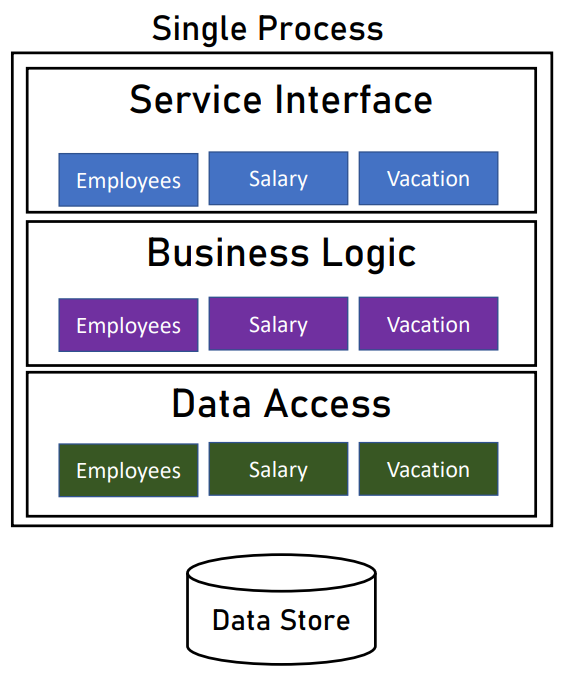 Single Process
Service Interface
Employees Salary Vacation
Business Logic
Employees Salary Vacation
Data Access
Employees Salary Vacation
Data Store